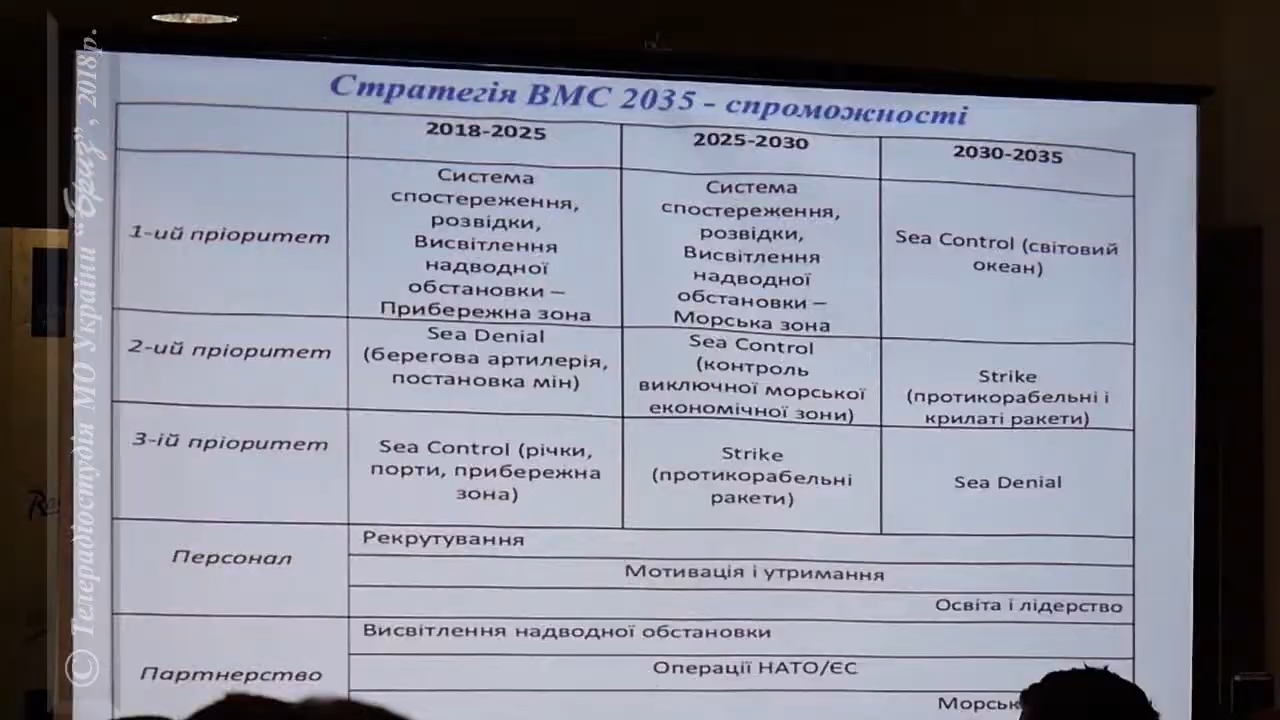 Стратегія ВМС 2035 - спроможності
2018-2025
2025-2030
2030-2035
1-ий пріоритет
Система
спостереження,
розвідки,
Висвітлення
надводної
обстановки –
Прибережна зона
Система
спостереження,
розвідки,
Висвітлення
надводної
обстановки –
Морська зона
Sea Control (світовий
океан)
2-ий пріоритет
Sea Denial
(берегова артилерія,
постановка мін)
Sea Control
(контроль
виключної морської
економічної зони)
Strike
(протикорабельні і
крилаті ракети)
3-ій пріоритет
Sea Control (річки,
порти, прибережна
зона)
Strike
(протикорабельні
ракети)
Sea Denial
Персонал
Рекрутування
Мотивація і утримання
Освіта і лідерство
Партнерство
Висвітлення надводної обстановки
Операції НАТО/ЄС
© Телерадіостудія МО України "Бриз", 2018р.